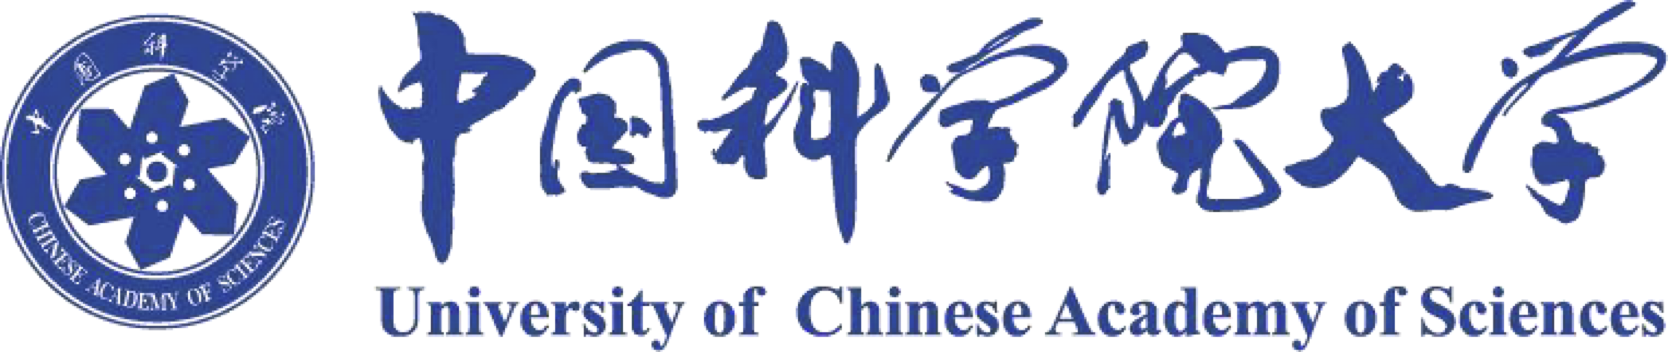 中国科学院
CHINESE ACADEMY OF SCIENCES
中国科学院大学
University of Chinese Academy of Sciences